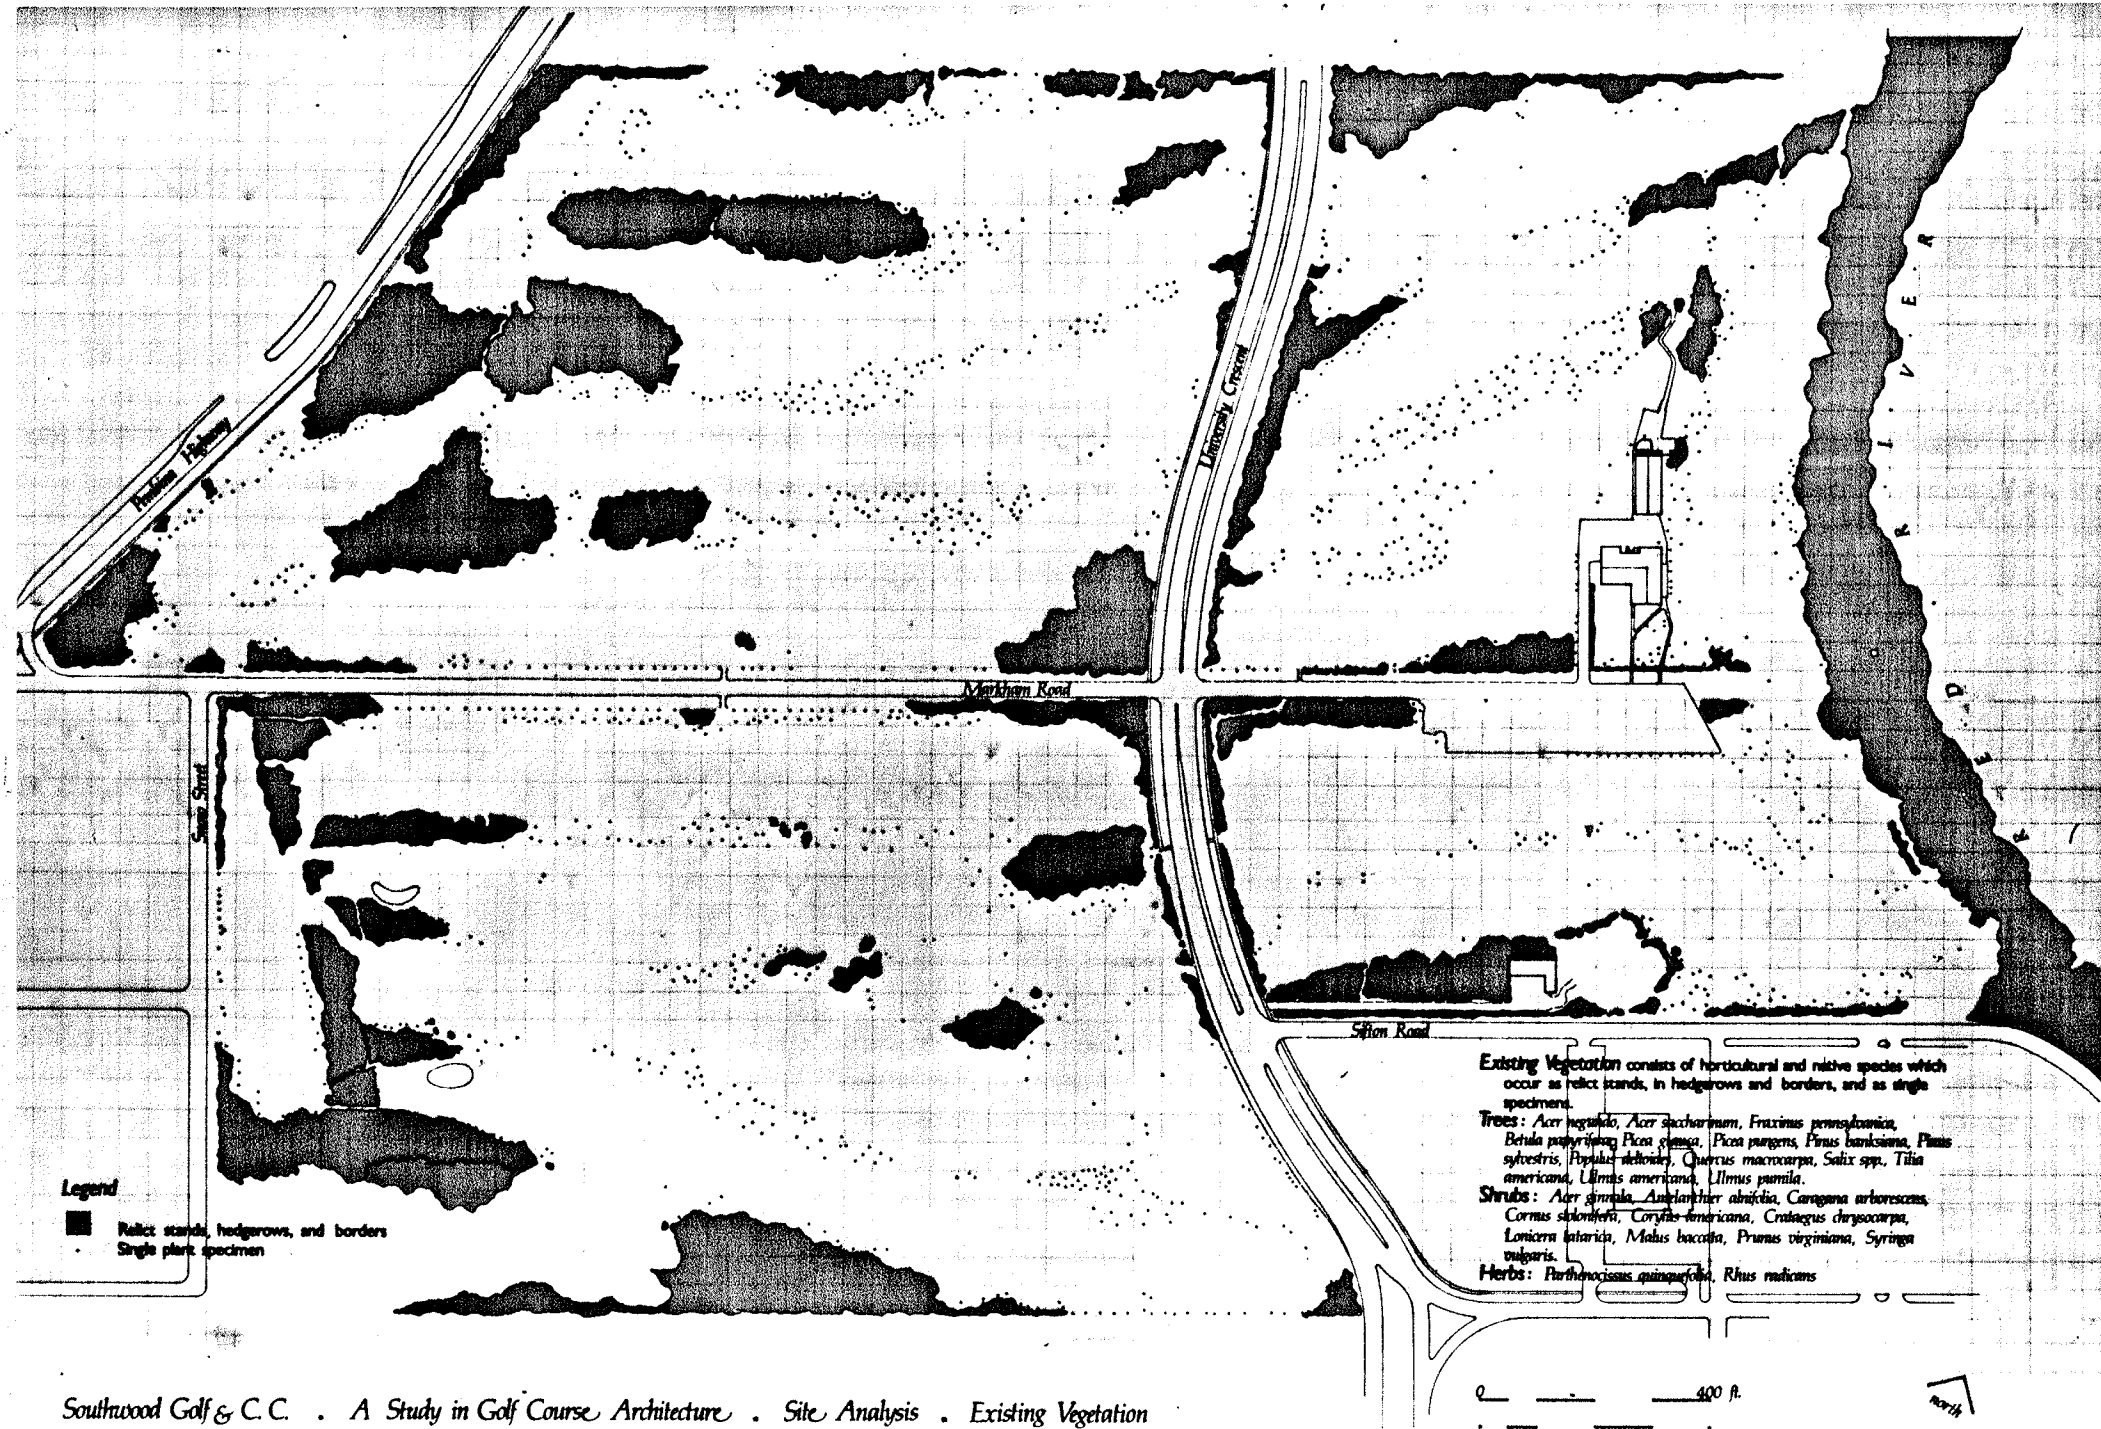 Pembina Highway
University Crescent
RED RIVER
Markham Road
Street
Sifton Road
Existing Vegetation consists of horticultural and native species which
occur as relict stands, in hedgerows and borders, and as single
specimens.
Trees: Acer negundo, Acer saccharinum, Fraxinus pennsylvanica,
Betula papyrifera, Picea glauca, Picea pungens, Pinus banksiana, Pinus
sylvestris, Populus deltoides, Quercus macrocarpa, Salix spp., Tilia
americana, Ulmus americana, Ulmus pumila.
Shrubs: Acer ginnala, Amelanchier alnifolia, Caragana arborescens,
Cornus stolonifera, Corylus americana, Crataegus chrysocarpa,
Lonicera tatarica, Malus baccata, Prunus virginiana, Syringa
vulgaris.
Herbs: Parthenocissus quinquefolia, Rhus radicans
Legend
Relict stands, hedgerows, and borders
Single plant specimen
0 400 ft.
north
Southwood Golf & C. C. . A Study in Golf Course Architecture . Site Analysis . Existing Vegetation